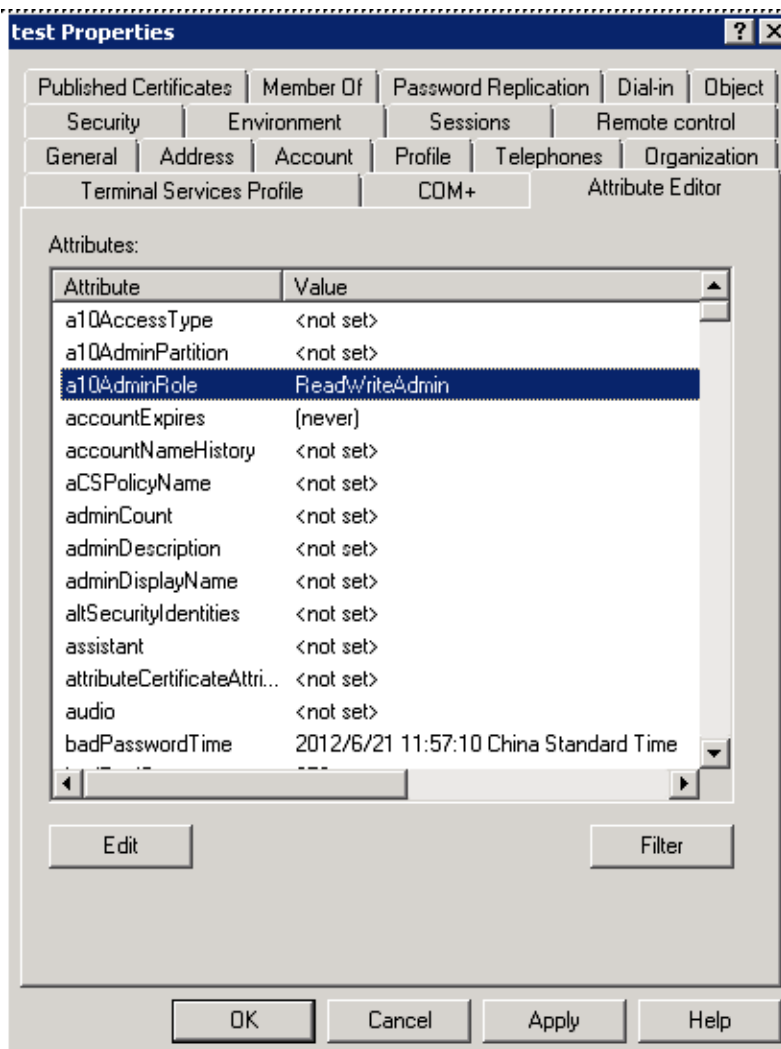 test Properties
Published Certificates Member Of Password Replication Dial-in Object
Security Environment Sessions Remote control
General Address Account Profile Telephones Organization
Terminal Services Profile COM+ Attribute Editor
Attributes:
Attribute Value
a10AccessType <not set>
a10AdminPartition <not set>
a10AdminRole ReadWriteAdmin
accountExpires (never)
accountNameHistory <not set>
aCSPolicyName <not set>
adminCount <not set>
adminDescription <not set>
adminDisplayName <not set>
altSecurityIdentities <not set>
assistant <not set>
attributeCertificateAttri... <not set>
audio <not set>
badPasswordTime 2012/6/21 11:57:10 China Standard Time
Edit Filter
OK Cancel Apply Help